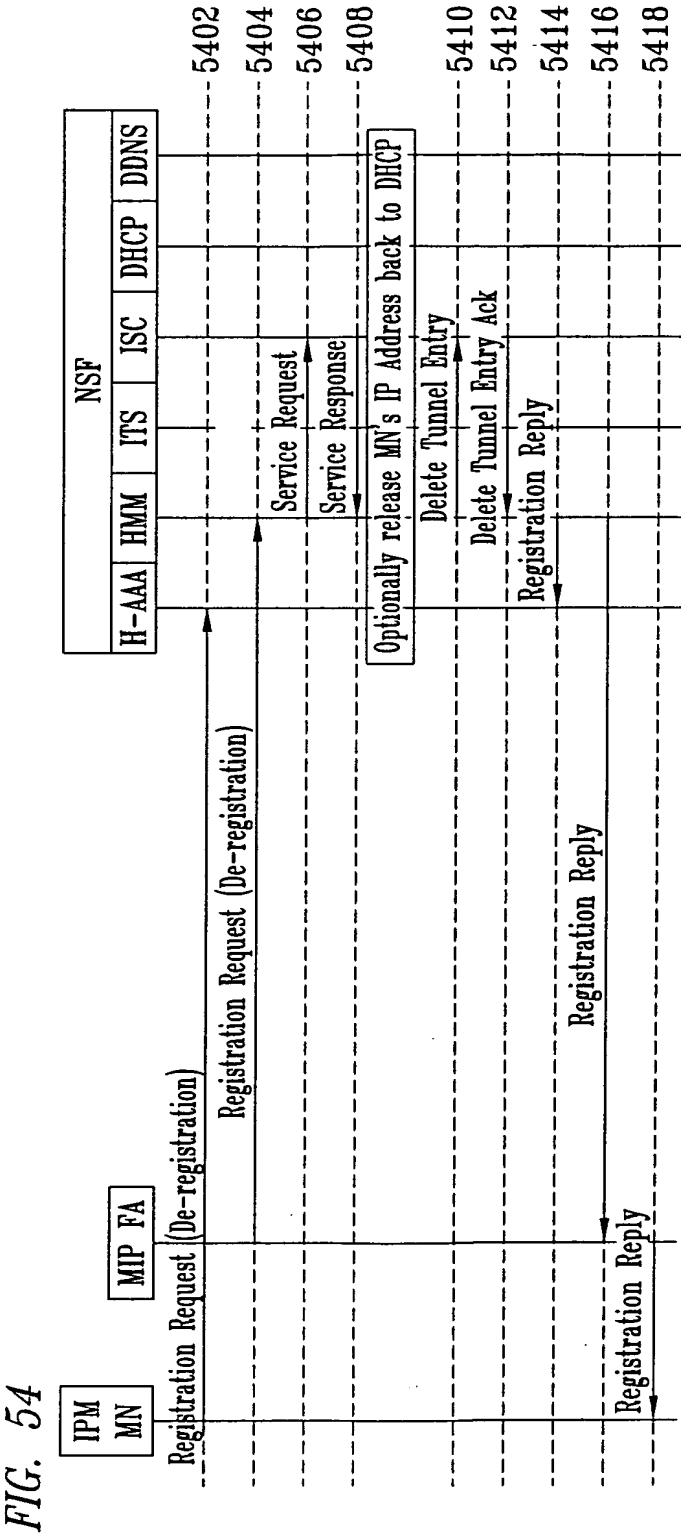 FIG. 54
IPM
MN
MIP FA
NSF
H-AAA HMM ITS ISC DHCP DDNS
Registration Request (De-registration)
5402
Registration Request (De-registration)
5404
Service Request
5406
Service Response
5408
Optionally release MN's IP Address back to DHCP
Delete Tunnel Entry
5410
Delete Tunnel Entry Ack
5412
Registration Reply
5414
Registration Reply
5416
Registration Reply
5418